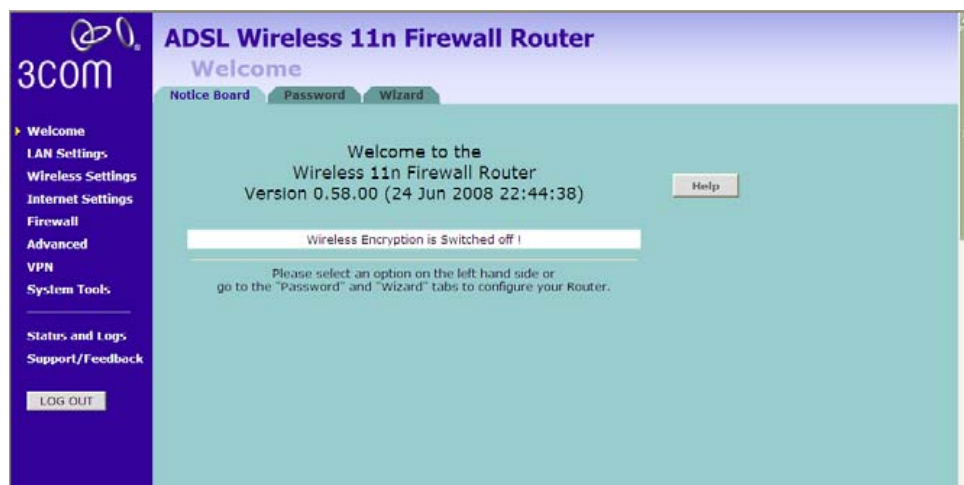 3COM
ADSL Wireless 11n Firewall Router
Welcome
Notice Board
Password
Wizard
Welcome
LAN Settings
Wireless Settings
Internet Settings
Firewall
Advanced
VPN
System Tools
Status and Logs
Support/Feedback
LOG OUT
Welcome to the
Wireless 11n Firewall Router
Version 0.58.00 (24 Jun 2008 22:44:38)
Help
Wireless Encryption is Switched off !
Please select an option on the left hand side or
go to the "Password" and "Wizard" tabs to configure your Router.